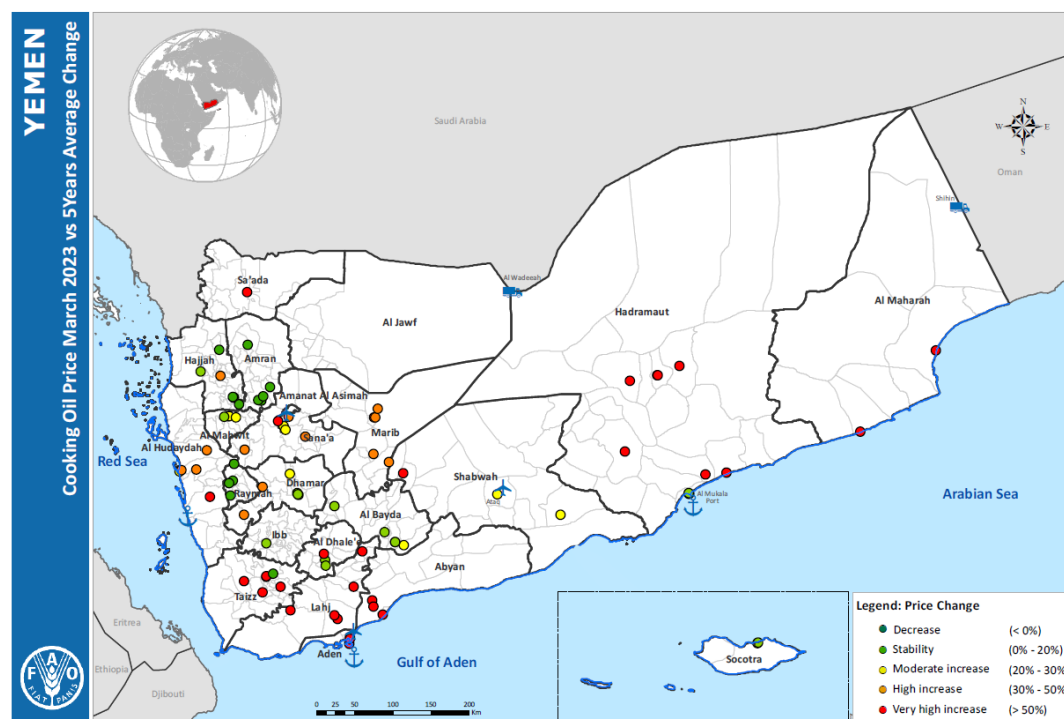 YEMEN
Cooking Oil Price March 2023 vs 5Years Average Change
Saudi Arabia
N
W E
S
Oman
Shihin
Sa'ada
Al Wadeeah
Al Jawf
Hadramaut
Al Maharah
Hajjah
Amran
Amanat Al Asimah
Al Mahwit
Sana'a
Marib
Al Hudaydah
Red Sea
Shabwah
Arabian Sea
Raymah
Dhamar
Ataq
Al Mukala
Port
Al Bayda
Ibb
Al Dhale'e
Abyan
Taizz
Lahj
Aden
Gulf of Aden
Eritrea
Ethiopia
Djibouti
Socotra
0 25 50 100 150 200
Km
Legend: Price Change
Decrease (< 0%)
Stability (0% - 20%)
Moderate increase (20% - 30%)
High increase (30% - 50%)
Very high increase (> 50%)
F A O
FIAT PANIS